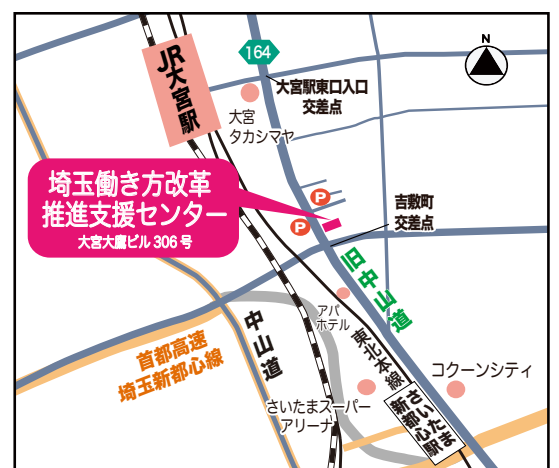 N
164
JR大宮駅
大宮駅東口入口
交差点
大宮
タカシマヤ
埼玉働き方改革
推進支援センター
大宮大鷹ビル 306 号
P
P
吉敷町
交差点
旧中山道
アパ
ホテル
中山道
東北本線
首都高速
埼玉新都心線
コクーンシティ
さいたまスーパー
アリーナ
さいたま
新都心駅